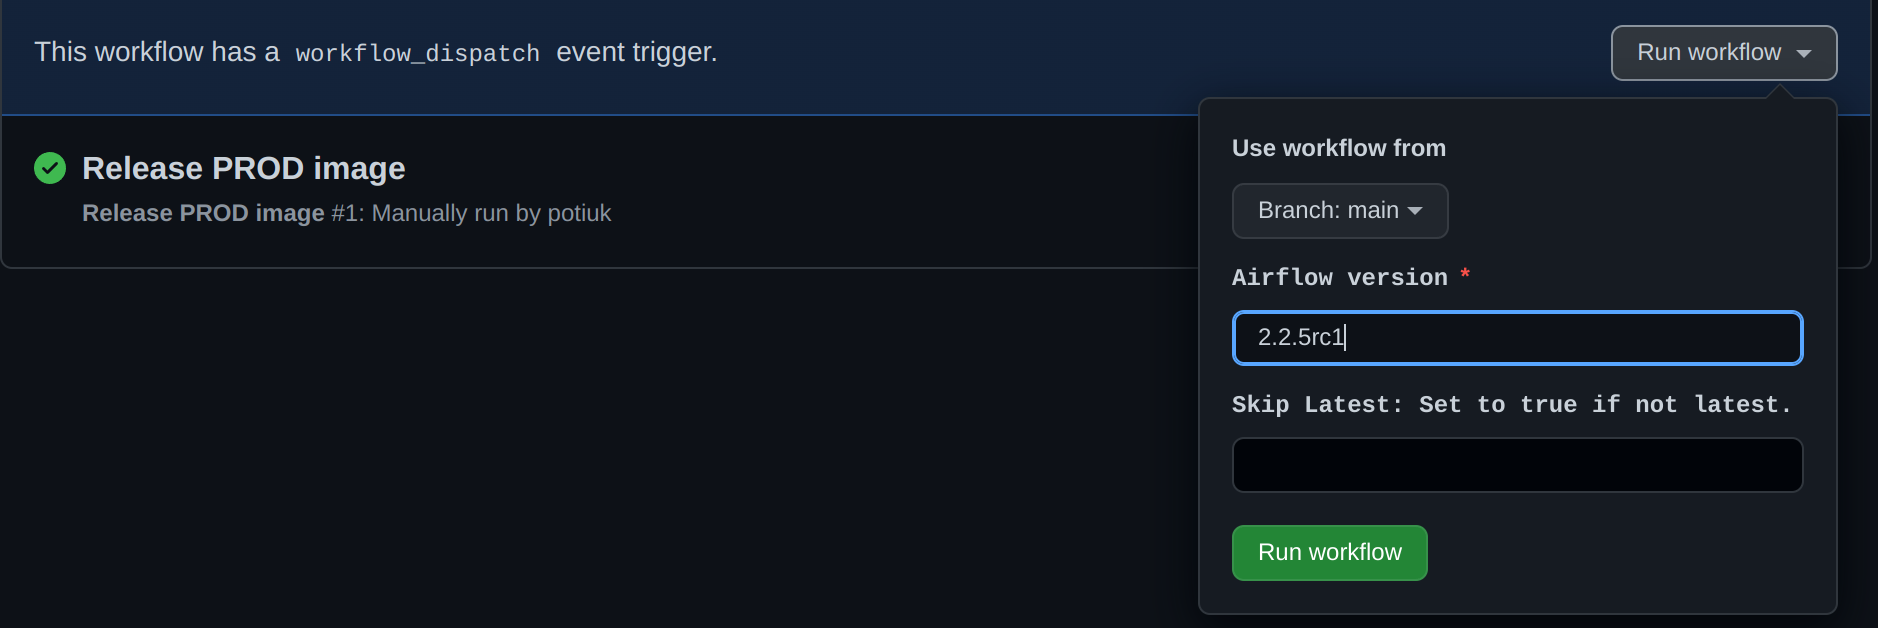 This workflow has a workflow_dispatch event trigger.
Run workflow
Release PROD image
Release PROD image #1: Manually run by potiuk
Use workflow from
Branch: main
Airflow version *
2.2.5rc1
Skip Latest: Set to true if not latest.
Run workflow